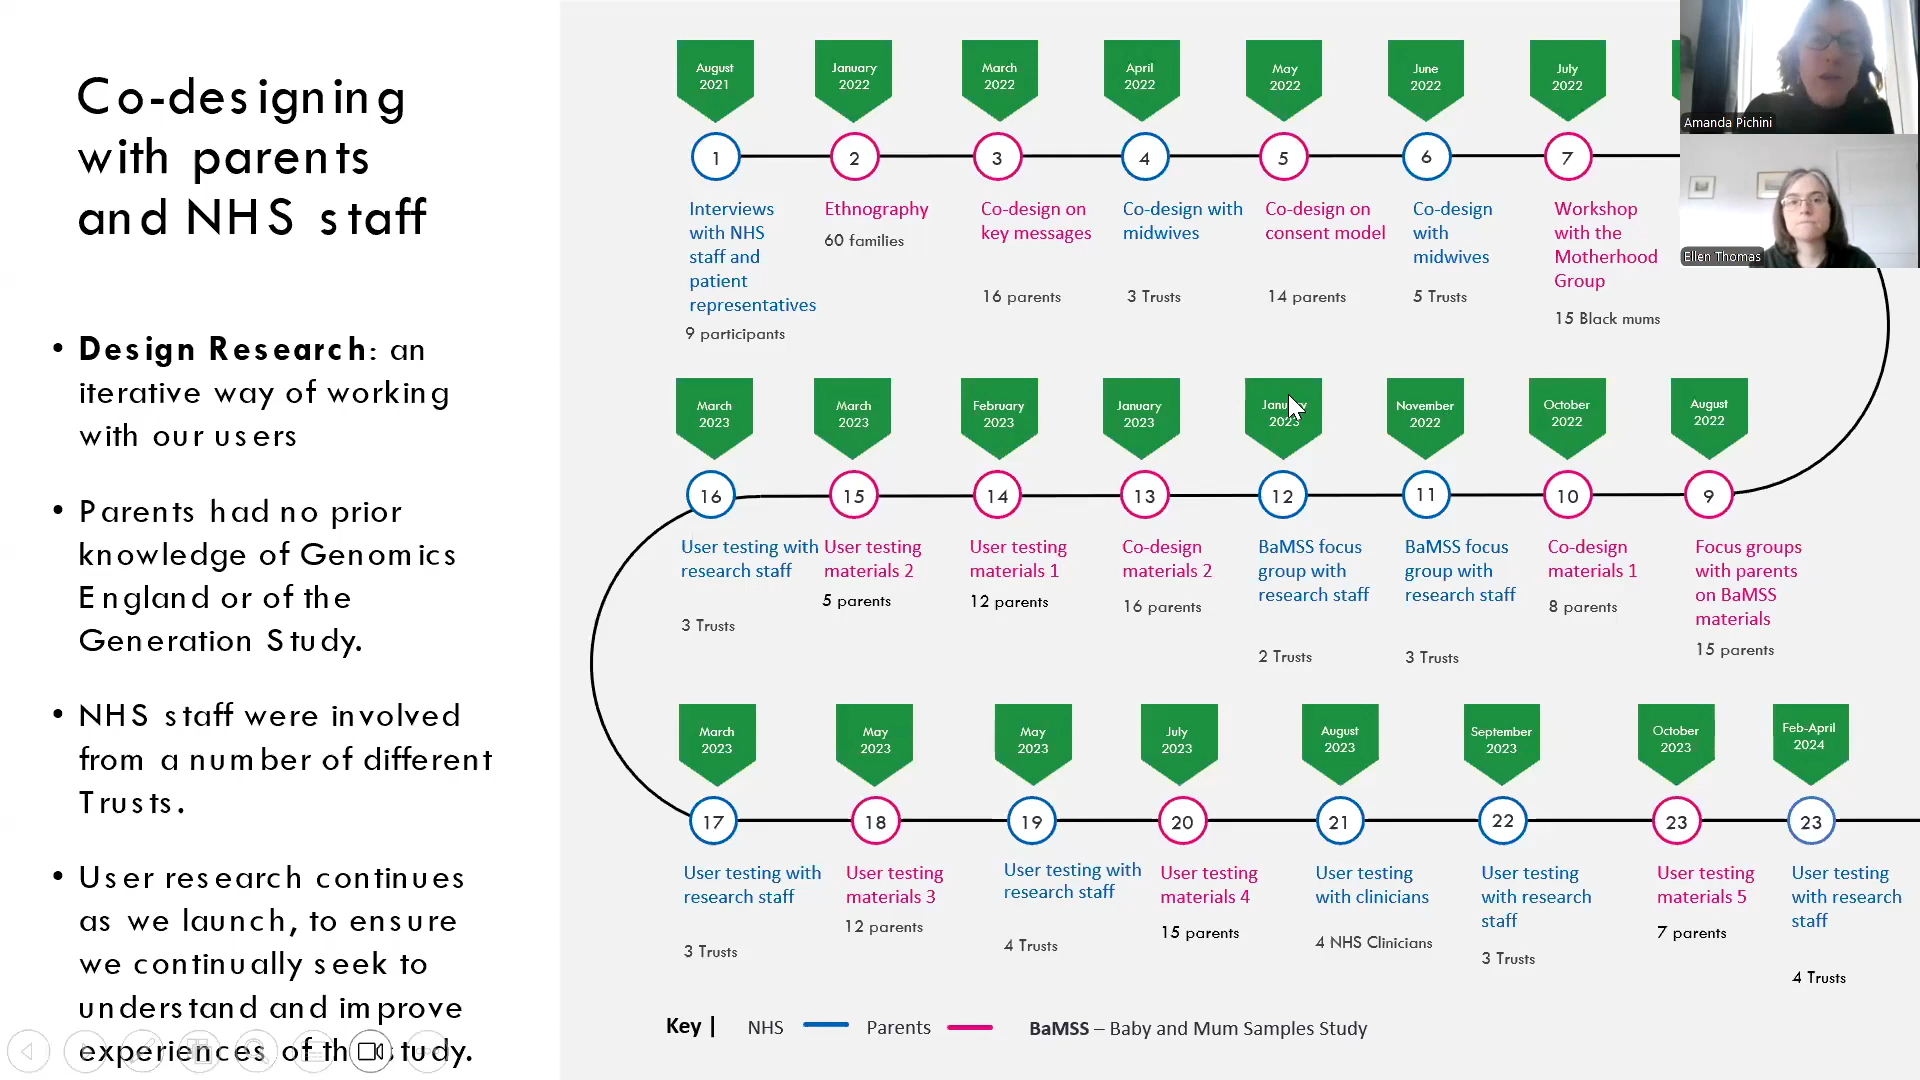 Co-designing
with parents
and NHS staff
• Design Research: an
iterative way of working
with our users
• Parents had no prior
knowledge of Genomics
England or of the
Generation Study.
• NHS staff were involved
from a number of different
Trusts.
• User research continues
as we launch, to ensure
we continually seek to
understand and improve
experiences of the study.
August
2021
1
Interviews
with NHS
staff and
patient
representatives
9 participants
January
2022
2
Ethnography
60 families
March
2022
3
Co-design on
key messages
16 parents
April
2022
4
Co-design with
midwives
3 Trusts
May
2022
5
Co-design on
consent model
14 parents
June
2022
6
Co-design
with
midwives
5 Trusts
July
2022
7
Workshop
with the
Motherhood
Group
15 Black mums
Amanda Pichini
Ellen Thomas
March
2023
16
User testing with
research staff
3 Trusts
March
2023
15
User testing
materials 2
5 parents
February
2023
14
User testing
materials 1
12 parents
January
2023
13
Co-design
materials 2
16 parents
January
2023
12
BaMSS focus
group with
research staff
2 Trusts
November
2022
11
BaMSS focus
group with
research staff
3 Trusts
October
2022
10
Co-design
materials 1
8 parents
August
2022
9
Focus groups
with parents
on BaMSS
materials
15 parents
March
2023
17
User testing with
research staff
3 Trusts
May
2023
18
User testing
materials 3
12 parents
May
2023
19
User testing with
research staff
4 Trusts
July
2023
20
User testing
materials 4
15 parents
August
2023
21
User testing
with clinicians
4 NHS Clinicians
September
2023
22
User testing
with research
staff
3 Trusts
October
2023
23
User testing
materials 5
7 parents
Feb-April
2024
23
User testing
with research
staff
4 Trusts
Key | NHS Parents BaMSS – Baby and Mum Samples Study